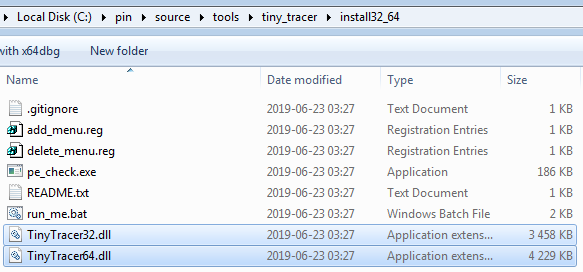 Local Disk (C:) ▸ pin ▸ source ▸ tools ▸ tiny_tracer ▸ install32_64
with x64dbg New folder
Name Date modified Type Size
.gitignore 2019-06-23 03:27 Text Document 1 KB
add_menu.reg 2019-06-23 03:27 Registration Entries 1 KB
delete_menu.reg 2019-06-23 03:27 Registration Entries 1 KB
pe_check.exe 2019-06-23 03:27 Application 186 KB
README.txt 2019-06-23 03:27 Text Document 1 KB
run_me.bat 2019-06-23 03:27 Windows Batch File 2 KB
TinyTracer32.dll 2019-06-23 03:27 Application extens... 3 458 KB
TinyTracer64.dll 2019-06-23 03:27 Application extens... 4 229 KB